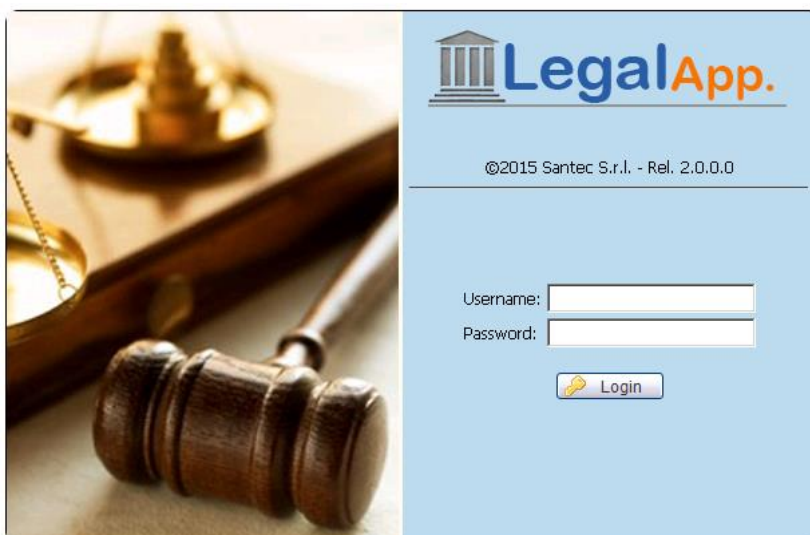 LegalApp.
©2015 Santec S.r.l. - Rel. 2.0.0.0
Username:
Password:
Login